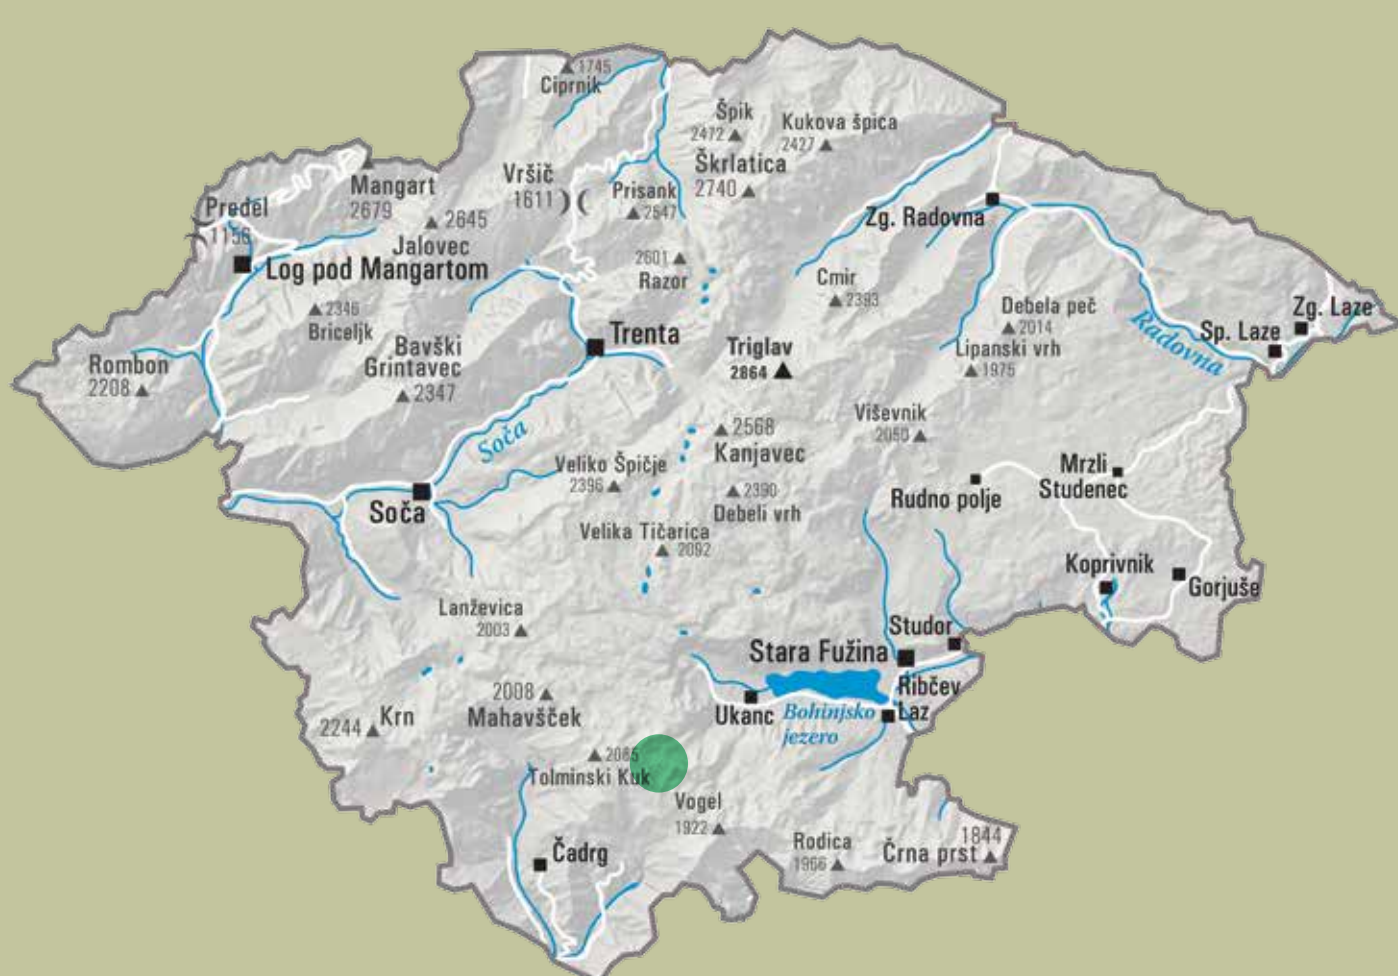 1745
Ciprnik
Špik
2472
Kukova špica
2427
Škrlatica
2740
Vršič
1611
Prisank
2547
Mangart
2679
2645
Jalovec
Predel
1156
Log pod Mangartom
2601
Razor
Zg. Radovna
Cmir
2393
2346
Briceljk
Debela peč
2014
Radovna
Zg. Laze
Sp. Laze
Trenta
Bavški
Grintavec
2347
Rombon
2208
Triglav
2864
Lipanski vrh
1975
Viševnik
2050
Soča
2568
Kanjavec
Veliko Špičje
2396
2390
Debeli vrh
Mrzli
Studenec
Rudno polje
Soča
Velika Tičarica
2092
Koprivnik
Gorjuše
Lanževica
2003
Studor
Stara Fužina
Ribčev
Laz
2008
Mahavšček
Ukanc
Bohinjsko
jezero
2244
Krn
2085
Tolminski Kuk
Vogel
1922
Rodica
1966
1844
Črna prst
Čadrg